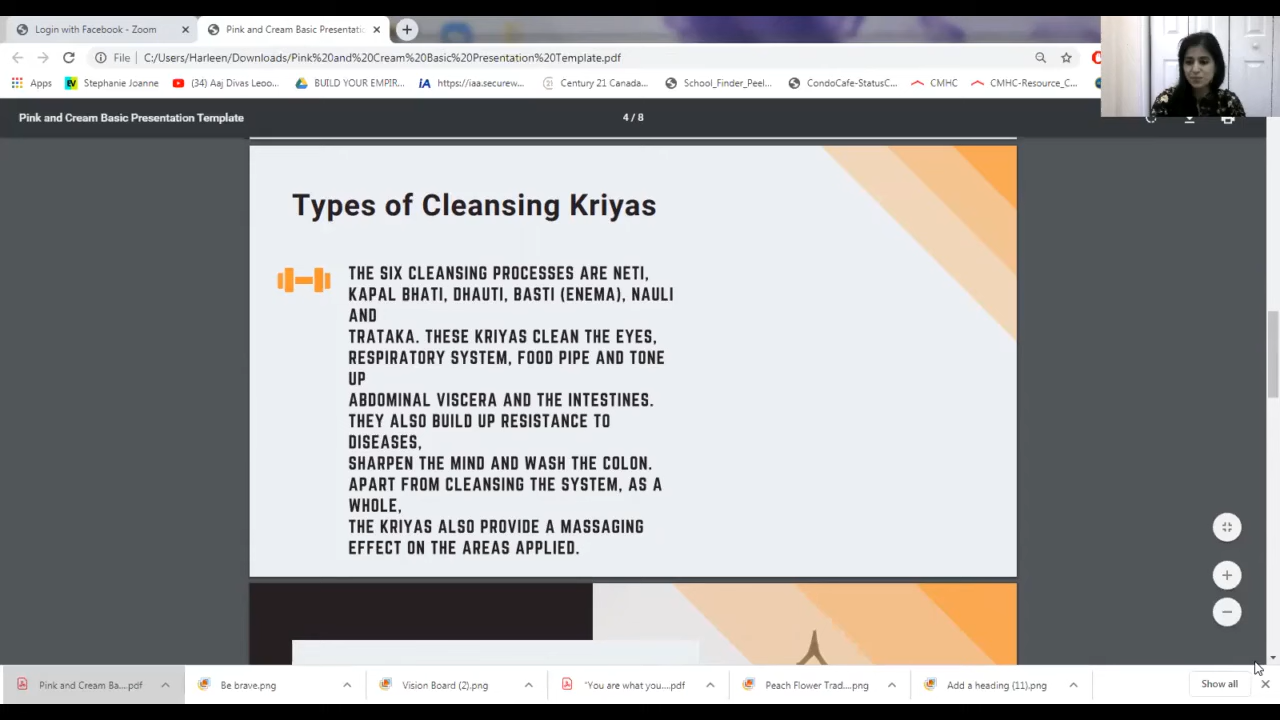 Login with Facebook - Zoom
Pink and Cream Basic Presentatio
File
C:/Users/Harleen/Downloads/Pink%20and%20Cream%20Basic%20Presentation%20Template.pdf
Apps
Stephanie Joanne
(34) Aaj Divas Leoo...
BUILD YOUR EMPIR...
iA
https://iaa.securew...
Century 21 Canada...
School_Finder_Peel...
CondoCafe-StatusC...
CMHC
CMHC-Resource_C...
Pink and Cream Basic Presentation Template
4 / 8
Types of Cleansing Kriyas
THE SIX CLEANSING PROCESSES ARE NETI,
KAPAL BHATI, DHAUTI, BASTI (ENEMA), NAULI
AND
TRATAKA. THESE KRIYAS CLEAN THE EYES,
RESPIRATORY SYSTEM, FOOD PIPE AND TONE
UP
ABDOMINAL VISCERA AND THE INTESTINES.
THEY ALSO BUILD UP RESISTANCE TO
DISEASES,
SHARPEN THE MIND AND WASH THE COLON.
APART FROM CLEANSING THE SYSTEM, AS A
WHOLE,
THE KRIYAS ALSO PROVIDE A MASSAGING
EFFECT ON THE AREAS APPLIED.
Pink and Cream Ba....pdf
Be brave.png
Vision Board (2).png
"You are what you....pdf
Peach Flower Trad....png
Add a heading (11).png
Show all